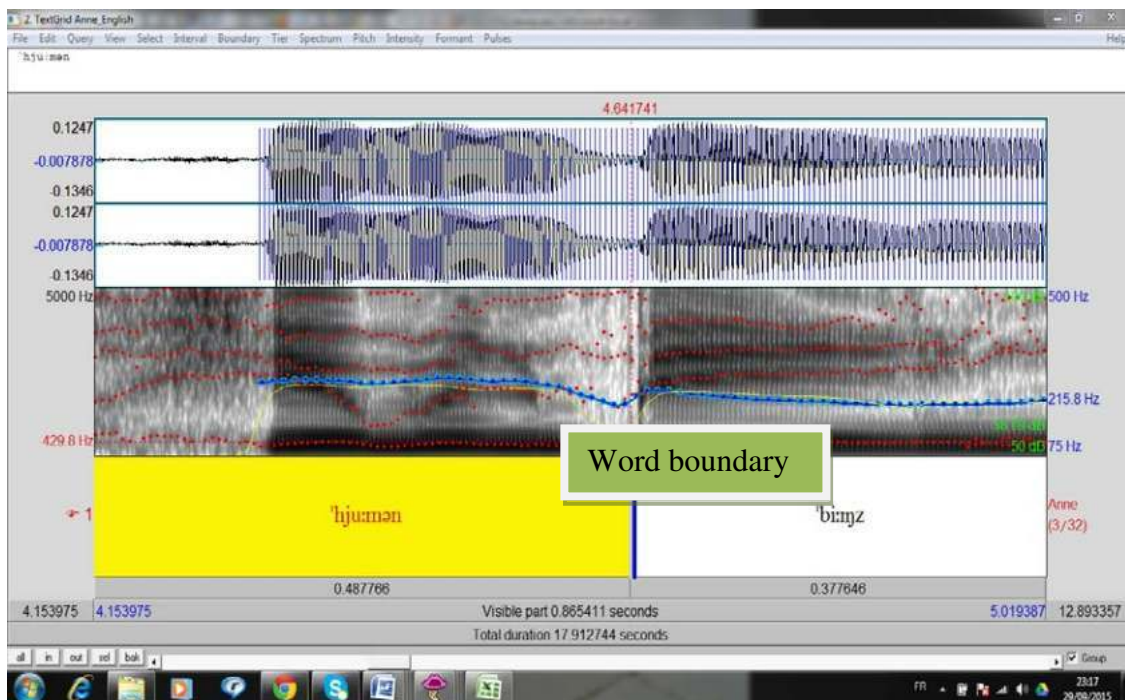 2. TextGrid Anne_English
File Edit Query View Select Interval Boundary Tier Spectrum Pitch Intensity Formant Pulses Help
ˈhjuːmən
4.641741
0.1247
-0.007878
-0.1346
0.1247
-0.007878
-0.1346
5000 Hz 500 Hz
215.8 Hz
429.8 Hz 50 dB 75 Hz
Word boundary
1 ˈhjuːmən ˈbiːɪŋz Anne
(3/32)
0.487766 0.377646
4.153975 4.153975 Visible part 0.865411 seconds 5.019387 12.893357
Total duration 17.912744 seconds
all in out sel bak Group
FR 23:17
29/09/2015